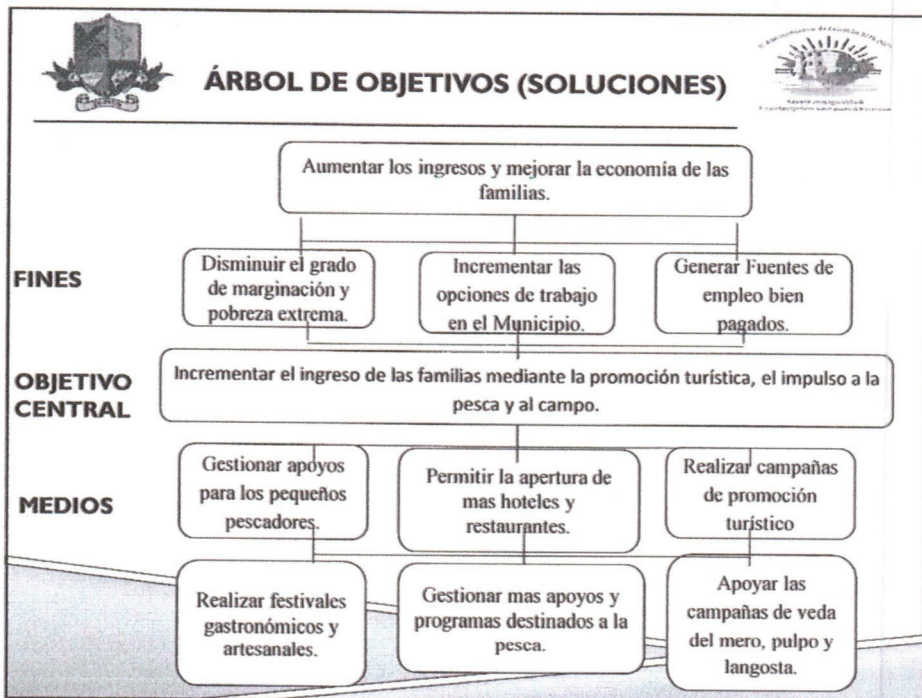 ÁRBOL DE OBJETIVOS (SOLUCIONES)
Aumentar los ingresos y mejorar la economía de las
familias.
FINES
Disminuir el grado
de marginación y
pobreza extrema.
Incrementar las
opciones de trabajo
en el Municipio.
Generar Fuentes de
empleo bien
pagados.
OBJETIVO
CENTRAL
Incrementar el ingreso de las familias mediante la promoción turística, el impulso a la
pesca y al campo.
MEDIOS
Gestionar apoyos
para los pequeños
pescadores.
Permitir la apertura de
mas hoteles y
restaurantes.
Realizar campañas
de promoción
turístico
Realizar festivales
gastronómicos y
artesanales.
Gestionar mas apoyos y
programas destinados a la
pesca.
Apoyar las
campañas de veda
del mero, pulpo y
langosta.